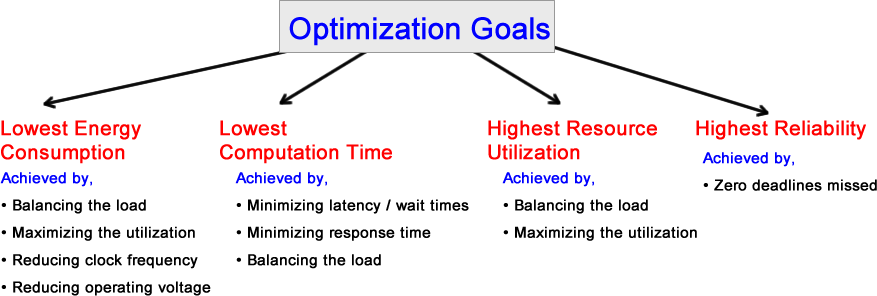 Optimization Goals
Lowest Energy
Consumption
Achieved by,
• Balancing the load
• Maximizing the utilization
• Reducing clock frequency
• Reducing operating voltage
Lowest
Computation Time
Achieved by,
• Minimizing latency / wait times
• Minimizing response time
• Balancing the load
Highest Resource
Utilization
Achieved by,
• Balancing the load
• Maximizing the utilization
Highest Reliability
Achieved by,
• Zero deadlines missed